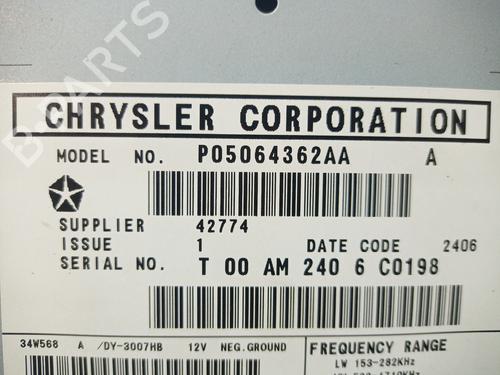 CHRYSLER CORPORATION
MODEL NO. P05064362AA A
SUPPLIER 42774
ISSUE 1 DATE CODE 2406
SERIAL NO. T 00 AM 240 6 C0198
34W568 A /DY-3007HB 12V NEG.GROUND
FREQUENCY RANGE
LW 153-282KHz
B-PARTS